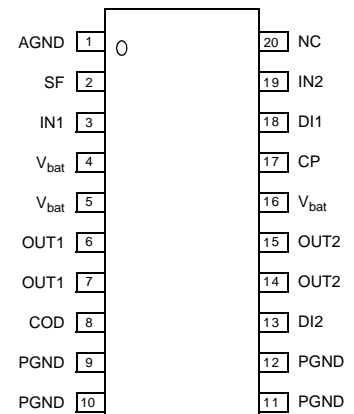 AGND 1 20 NC
SF 2 19 IN2
IN1 3 18 DI1
Vbat 4 17 CP
Vbat 5 16 Vbat
OUT1 6 15 OUT2
OUT1 7 14 OUT2
COD 8 13 DI2
PGND 9 12 PGND
PGND 10 11 PGND